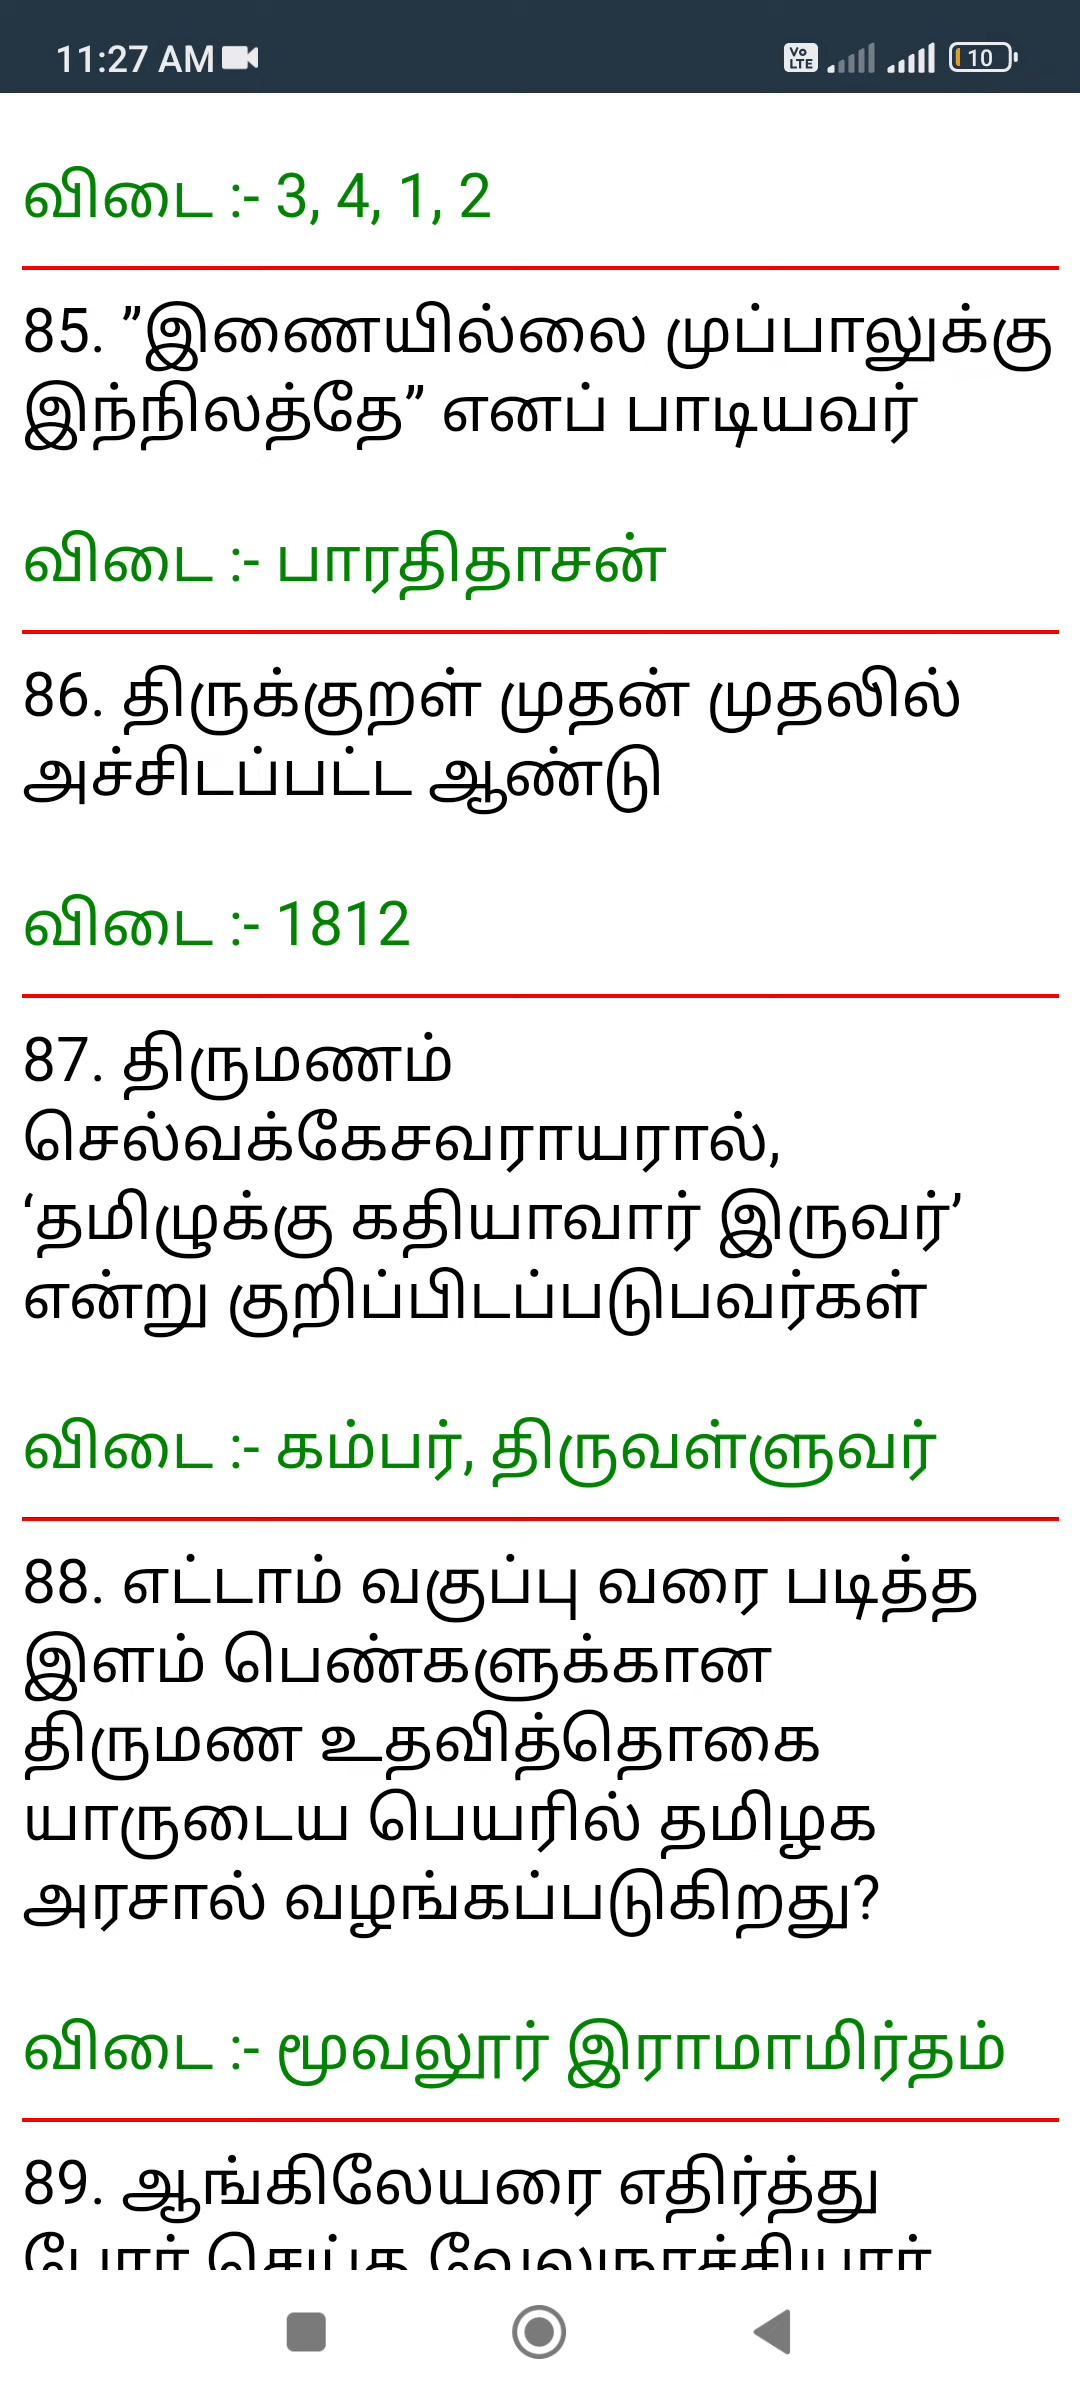 11:27 AM
Vo LTE
10
விடை :- 3, 4, 1, 2
85. ”இணையில்லை முப்பாலுக்கு
இந்நிலத்தே” எனப் பாடியவர்
விடை :- பாரதிதாசன்
86. திருக்குறள் முதன் முதலில்
அச்சிடப்பட்ட ஆண்டு
விடை :- 1812
87. திருமணம்
செல்வக்கேசவராயரால்,
‘தமிழுக்கு கதியாவார் இருவர்’
என்று குறிப்பிடப்படுபவர்கள்
விடை :- கம்பர், திருவள்ளுவர்
88. எட்டாம் வகுப்பு வரை படித்த
இளம் பெண்களுக்கான
திருமண உதவித்தொகை
யாருடைய பெயரில் தமிழக
அரசால் வழங்கப்படுகிறது?
விடை :- மூவலூர் இராமாமிர்தம்
89. ஆங்கிலேயரை எதிர்த்து
போர் செய்த வேலுநாச்சியார்